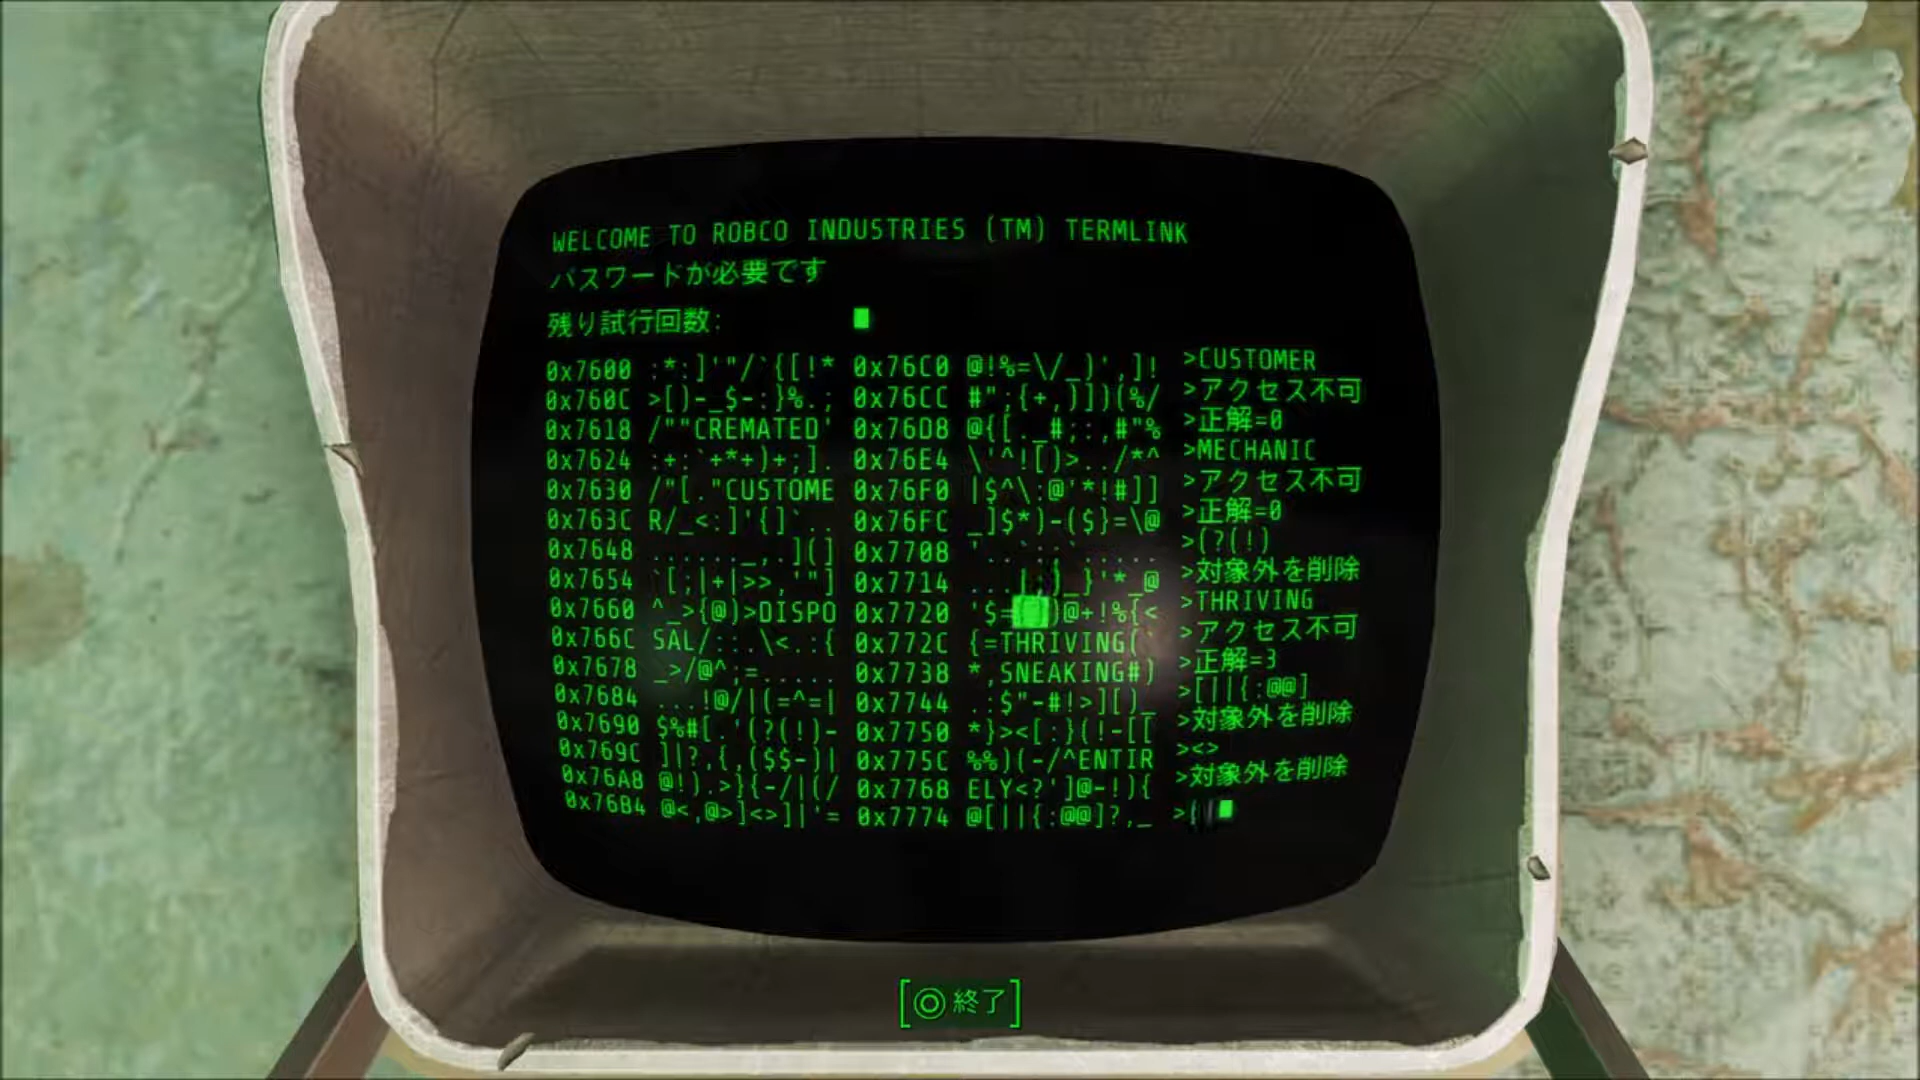 WELCOME TO ROBCO INDUSTRIES (TM) TERMLINK
パスワードが必要です
残り試行回数:
0x7600 :*:]'"/`{[!* 0x76C0 @!%=\/_)',]!
0x760C >[)-_$-:}%.; 0x76CC #";{+,)])(%/
0x7618 /""CREMATED' 0x76D8 @{[._#;:,#"%
0x7624 :+:`+*+)+;]. 0x76E4 \'^![)>../*^
0x7630 /"[."CUSTOME 0x76F0 |$^\:@'*!#]]
0x763C R/_<:]'{]`.. 0x76FC _]$*)-($}=\@
0x7648 ......_,.](] 0x7708
0x7654 `[;|+|>>,'"] 0x7714
0x7660 ^_>{@)>DISPO 0x7720
0x766C SAL/::.\<.:{ 0x772C {=THRIVING(`
0x7678 _>/@^;=..... 0x7738 *,SNEAKING#)
0x7684 ...!@/|(=^=| 0x7744 .:$"-#!>][)_
0x7690 $%#[.'(?(!)- 0x7750 *}><[:}(!-[[
0x769C ]|?,{,($$-)| 0x775C %%)(-/^ENTIR
0x76A8 @!).>}{-/|(/ 0x7768 ELY<?']@-!){
0x76B4 @<,@>]<>]|'= 0x7774 @[||{:@@]?,_
>CUSTOMER
>アクセス不可
>正解=0
>MECHANIC
>アクセス不可
>正解=0
>(?(!)
>対象外を削除
>THRIVING
>アクセス不可
>正解=3
>[||{:@@]
>対象外を削除
><>
>対象外を削除
>{
[◎終了]